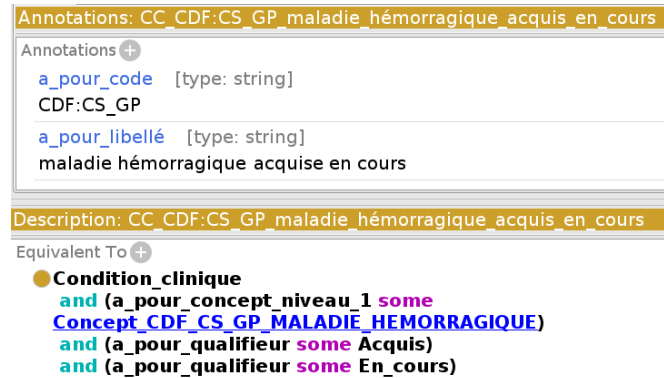 Annotations: CC_CDF:CS_GP_maladie_hémorragique_acquis_en_cours
Annotations
a_pour_code [type: string]
CDF:CS_GP
a_pour_libellé [type: string]
maladie hémorragique acquise en cours
Description: CC_CDF:CS_GP_maladie_hémorragique_acquis_en_cours
Equivalent To
Condition_clinique
and (a_pour_concept_niveau_1 some
Concept_CDF_CS_GP_MALADIE_HEMORRAGIQUE)
and (a_pour_qualifieur some Acquis)
and (a_pour_qualifieur some En_cours)